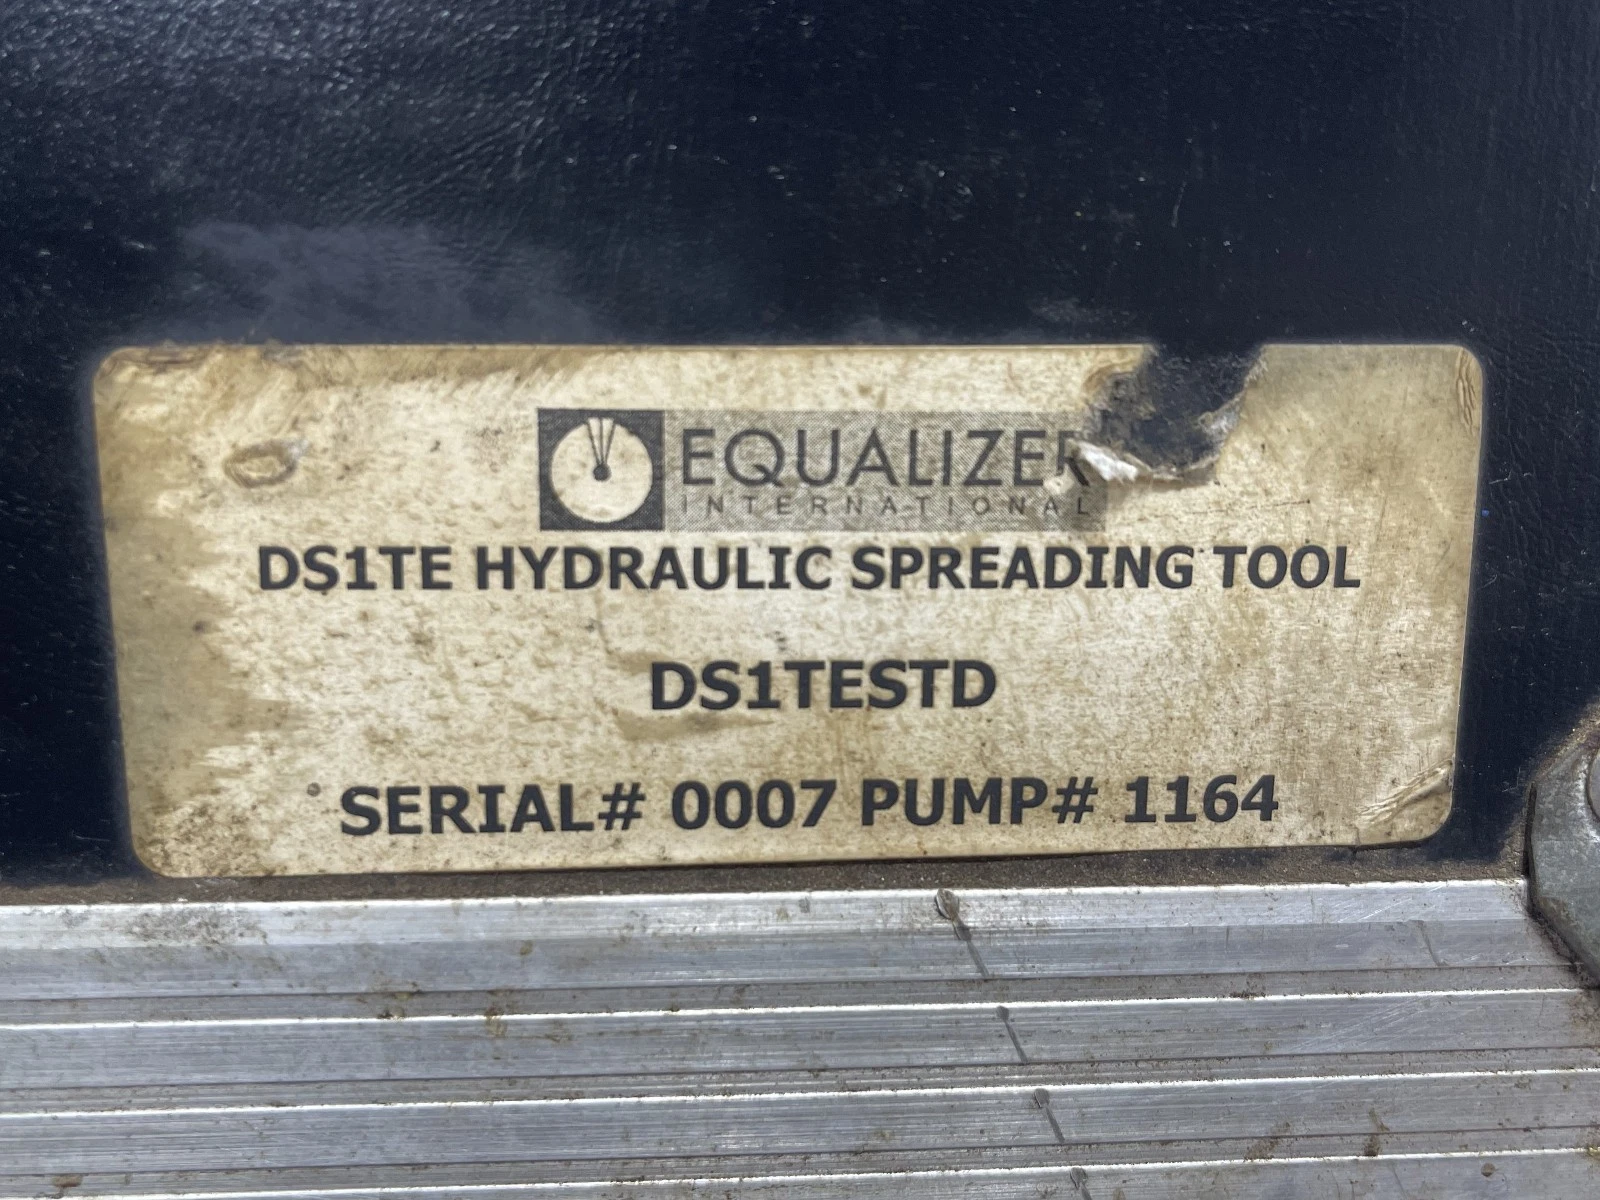 EQUALIZER
INTERNATIONAL
DS1TE HYDRAULIC SPREADING TOOL
DS1TESTD
SERIAL# 0007 PUMP# 1164